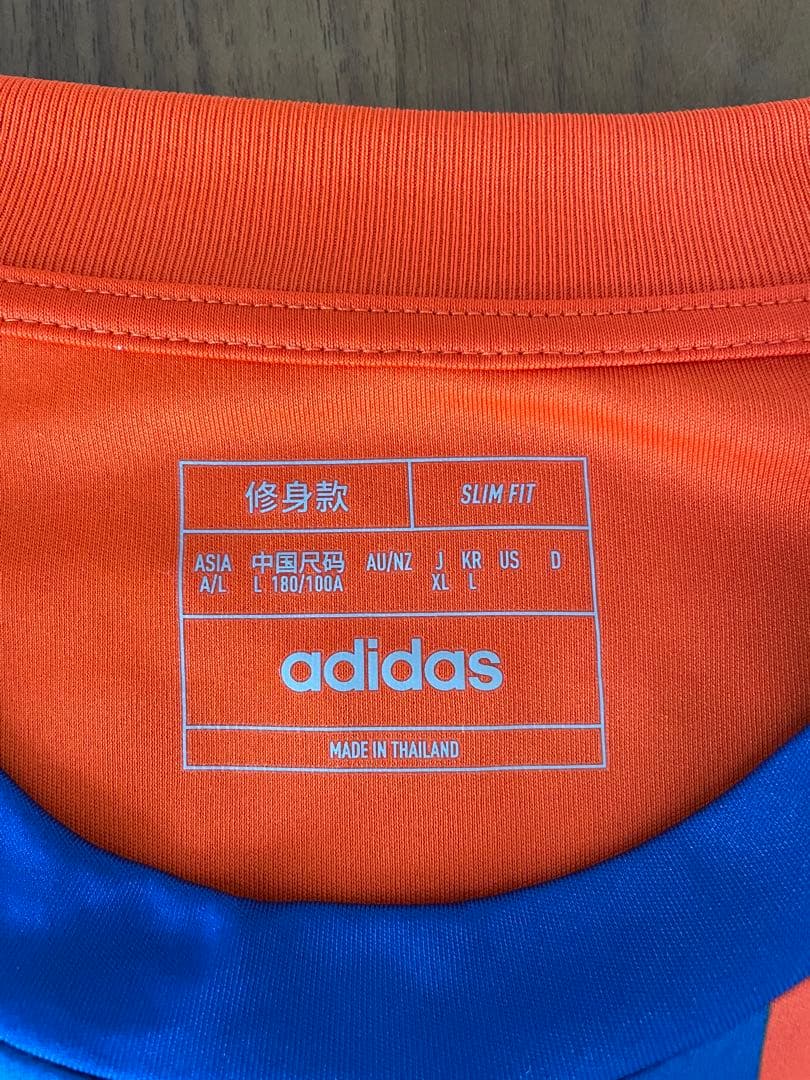 修身款 SLIM FIT
ASIA 中国尺码 AU/NZ J KR US D
A/L L 180/100A XL L
adidas
MADE IN THAILAND